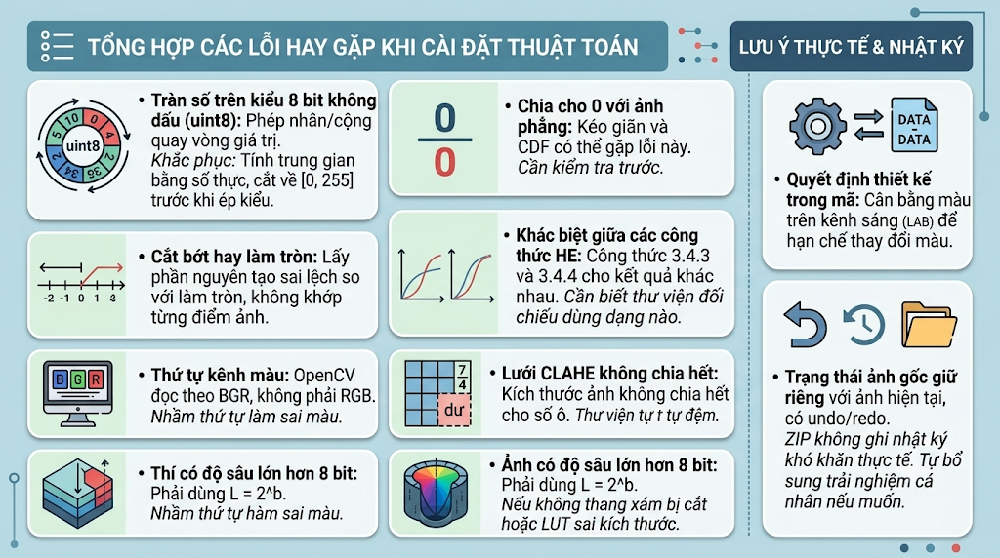 TỔNG HỢP CÁC LỖI HAY GẶP KHI CÀI ĐẶT THUẬT TOÁN
uint8
• Tràn số trên kiểu 8 bit không
dấu (uint8): Phép nhân/cộng
quay vòng giá trị.
Khắc phục: Tính trung gian
bằng số thực, cắt về [0, 255]
trước khi ép kiểu.
0
0
• Chia cho 0 với ảnh
phẳng: Kéo giãn và
CDF có thể gặp lỗi này.
Cần kiểm tra trước.
-2 -1 0 1 2
• Cắt bớt hay làm tròn: Lấy
phần nguyên tạo sai lệch so
với làm tròn, không khớp
từng điểm ảnh.
• Khác biệt giữa các công
thức HE: Công thức 3.4.3
và 3.4.4 cho kết quả khác
nhau. Cần biết thư viện đối
chiếu dùng dạng nào.
B G R
• Thứ tự kênh màu: OpenCV
đọc theo BGR, không phải RGB.
Nhầm thứ tự làm sai màu.
7
4
dư
• Lưới CLAHE không chia hết:
Kích thước ảnh không chia hết
cho số ô. Thư viện tự t tự đệm.
• Thí có độ sâu lớn hơn 8 bit:
Phải dùng L = 2^b.
Nhầm thứ tự hàm sai màu.
• Ảnh có độ sâu lớn hơn 8 bit:
Phải dùng L = 2^b.
Nếu không thang xám bị cắt
hoặc LUT sai kích thước.
LƯU Ý THỰC TẾ & NHẬT KÝ
DATA
-
DATA
• Quyết định thiết kế
trong mã: Cân bằng màu
trên kênh sáng (LAB) để
hạn chế thay đổi màu.
• Trạng thái ảnh gốc giữ
riêng với ảnh hiện tại,
có undo/redo.
ZIP không ghi nhật ký
khó khăn thực tế. Tự bổ
sung trải nghiệm cá
nhân nếu muốn.